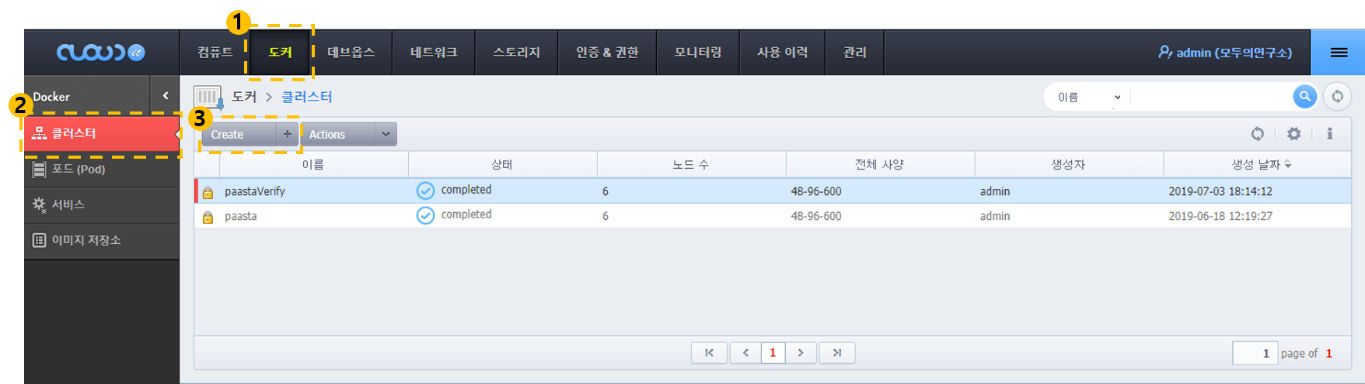 1
CLOUD it
컴퓨트 도커 데브옵스 네트워크 스토리지 인증 & 권한 모니터링 사용 이력 관리 admin (모두의연구소)
Docker
도커 > 클러스터
이름
2
클러스터
3
Create + Actions
포드 (Pod)
서비스
이미지 저장소
이름 상태 노드 수 전체 사양 생성자 생성 날짜
paastaVerify completed 6 48-96-600 admin 2019-07-03 18:14:12
paasta completed 6 48-96-600 admin 2019-06-18 12:19:27
1
1 page of 1